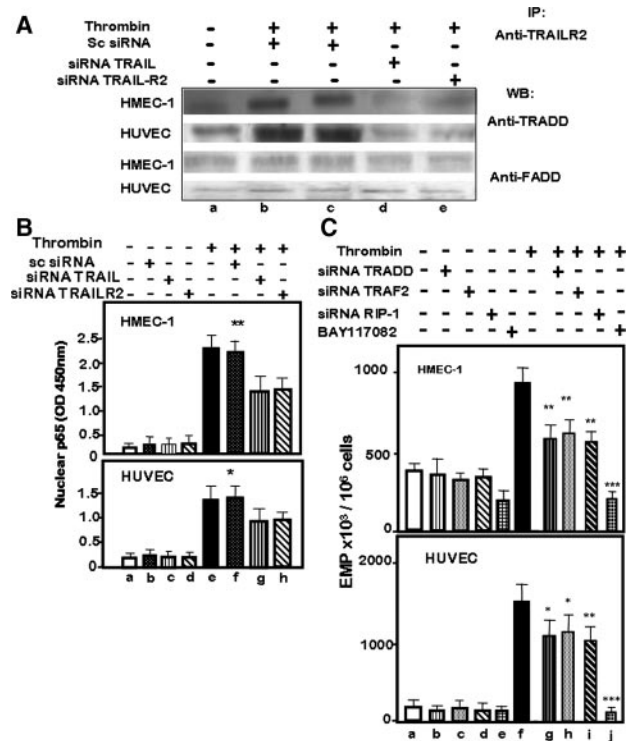 A
Thrombin - + + + + IP:
Sc siRNA - + + - - Anti-TRAILR2
siRNA TRAIL - - - + -
siRNA TRAIL-R2 - - - - +
HMEC-1 WB:
Anti-TRADD
HUVEC
HMEC-1
Anti-FADD
HUVEC
a b c d e
B
Thrombin - - - - + + + +
sc siRNA - + - - - + - -
siRNA TRAIL - - + - - - + -
siRNA TRAILR2 - - - + - - - +
HMEC-1
**
2.5
2.0
1.5
1.0
0.5
0
Nuclear p65 (OD 450nm)
HUVEC
*
1.5
1.0
0.5
0.0
a b c d e f g h
C
Thrombin - - - - - + + + + +
siRNA TRADD - + - - - - + - - -
siRNA TRAF2 - - + - - - - + - -
siRNA RIP-1 - - - + - - - - + -
BAY117082 - - - - + - - - - +
1000
HMEC-1
** ** **
500
***
0
EMP x10³ / 10⁶ cells
2000
HUVEC
* * **
1000
***
0
a b c d e f g h i j